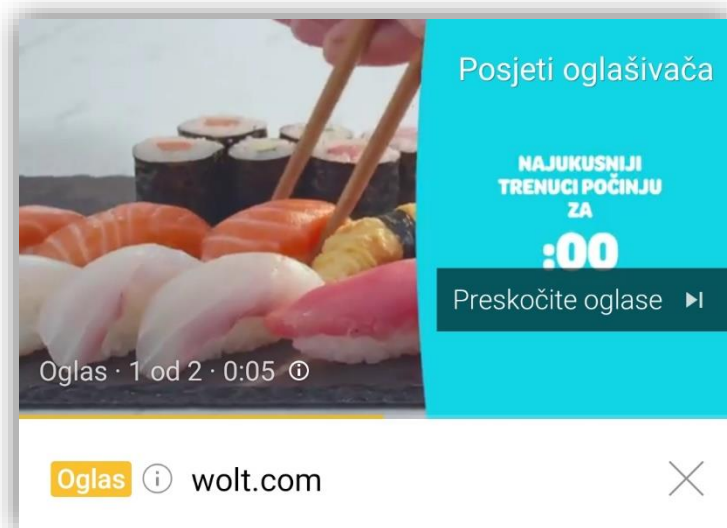 Posjeti oglašivača
NAJUKUSNIJI
TRENUCI POČINJU
ZA
:00
Preskočite oglase
Oglas · 1 od 2 · 0:05
Oglas wolt.com